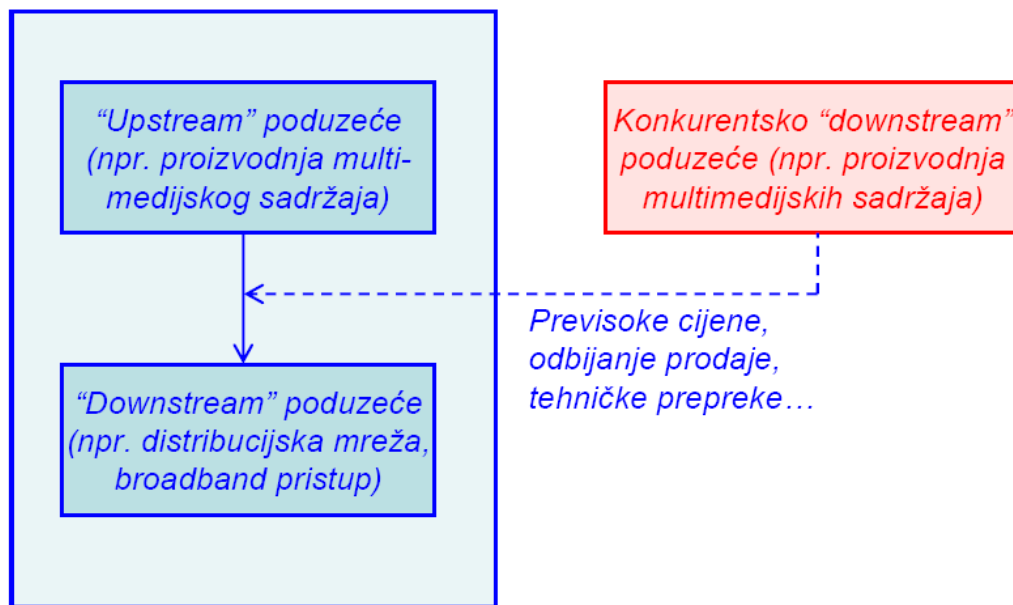 “Upstream” poduzeće
(npr. proizvodnja multi-
medijskog sadržaja)
Konkurentsko “downstream”
poduzeće (npr. proizvodnja
multimedijskih sadržaja)
Previsoke cijene,
odbijanje prodaje,
tehničke prepreke…
“Downstream” poduzeće
(npr. distribucijska mreža,
broadband pristup)